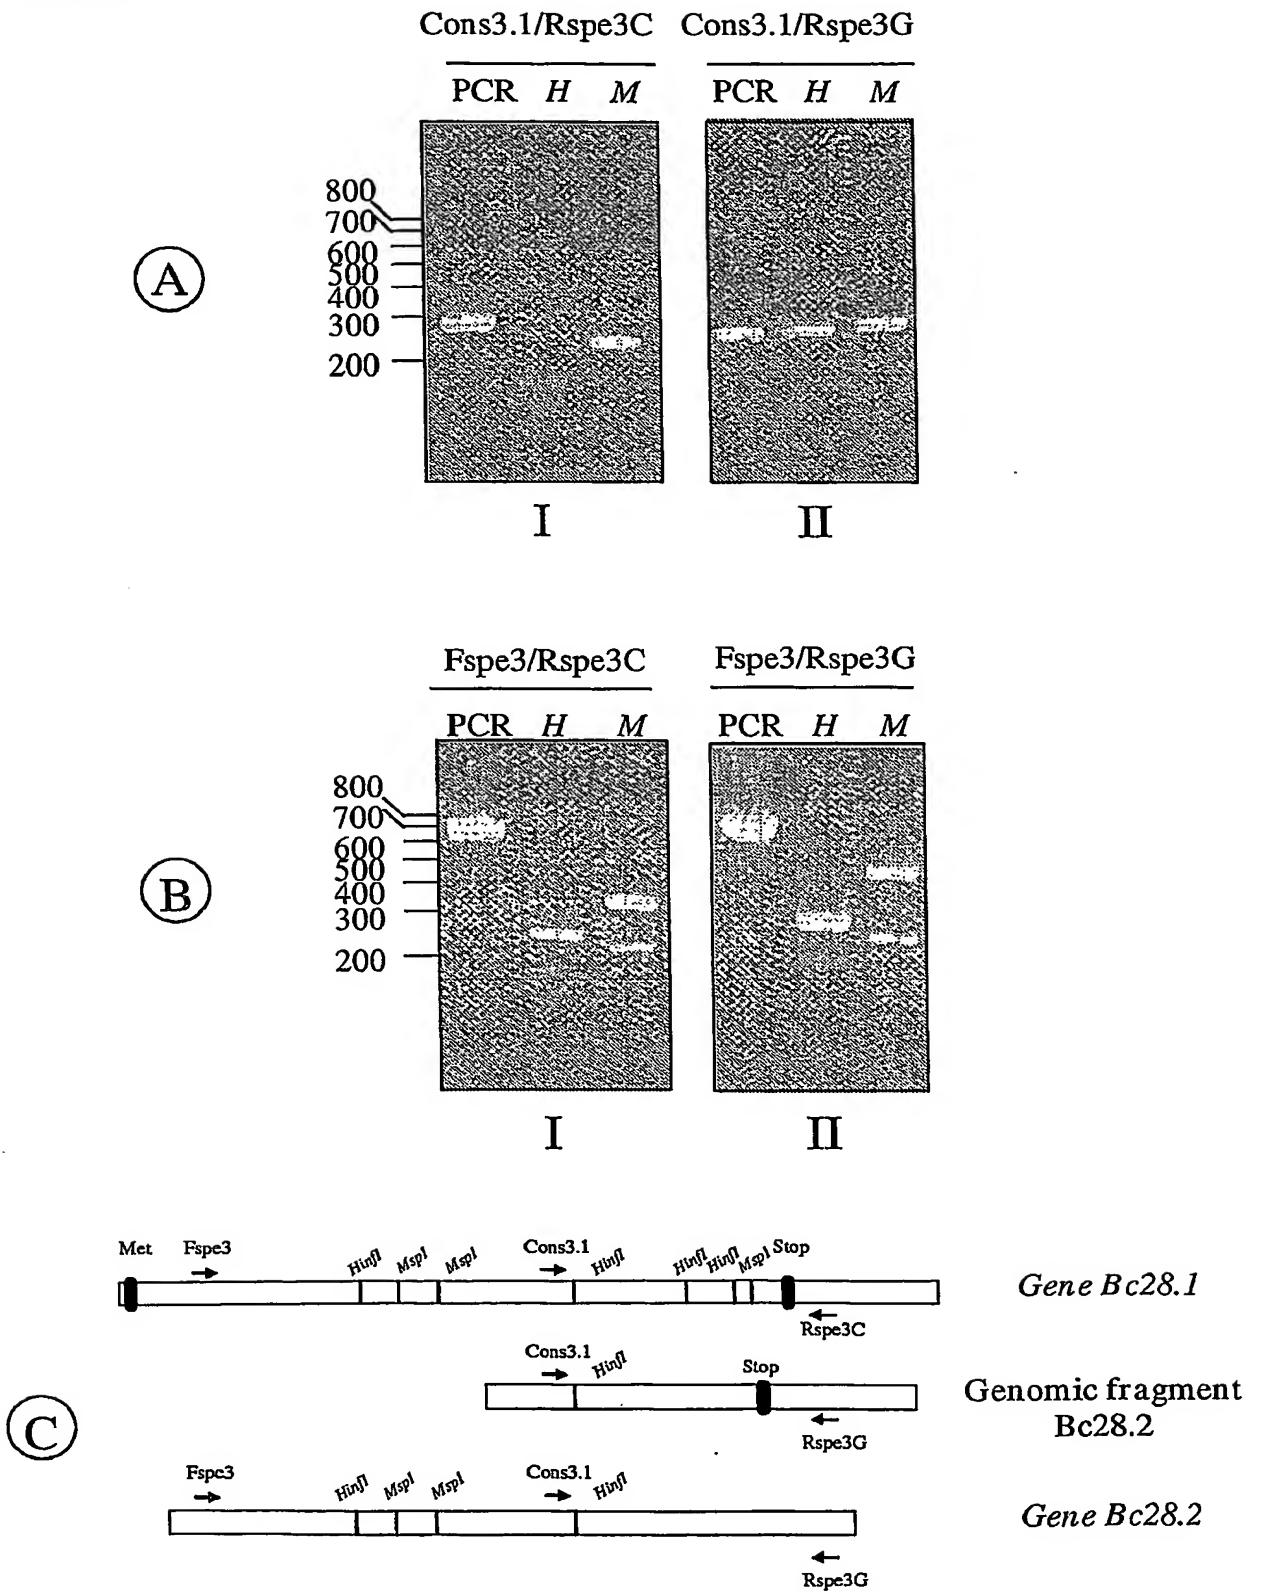 Cons3.1/Rspe3C Cons3.1/Rspe3G
PCR H M PCR H M
800
700
600
500
400
300
200
A
I II
Fspe3/Rspe3C Fspe3/Rspe3G
PCR H M PCR H M
800
700
600
500
400
300
200
B
I II
Met Fspe3 HinfI MspI MspI Cons3.1 HinfI HinfI HinfI MspI Stop
Gene Bc28.1
Rspe3C
Cons3.1 HinfI Stop
Genomic fragment
Bc28.2
Rspe3G
C
Fspe3 HinfI MspI MspI Cons3.1 HinfI
Gene Bc28.2
Rspe3G